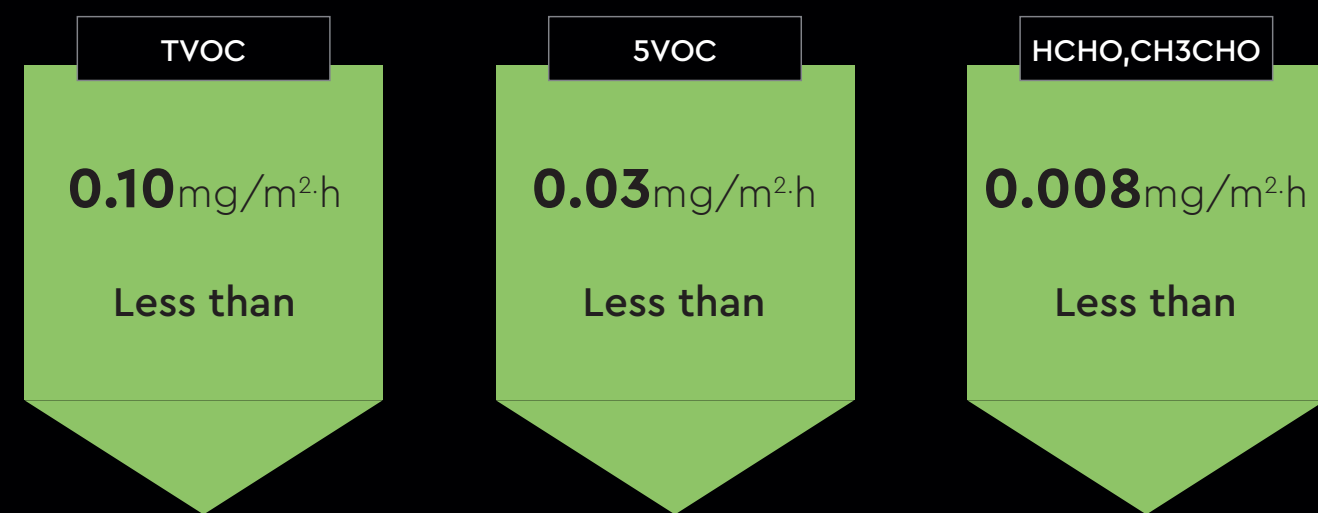 TVOC
0.10mg/m²·h
Less than
5VOC
0.03mg/m²·h
Less than
HCHO,CH3CHO
0.008mg/m²·h
Less than